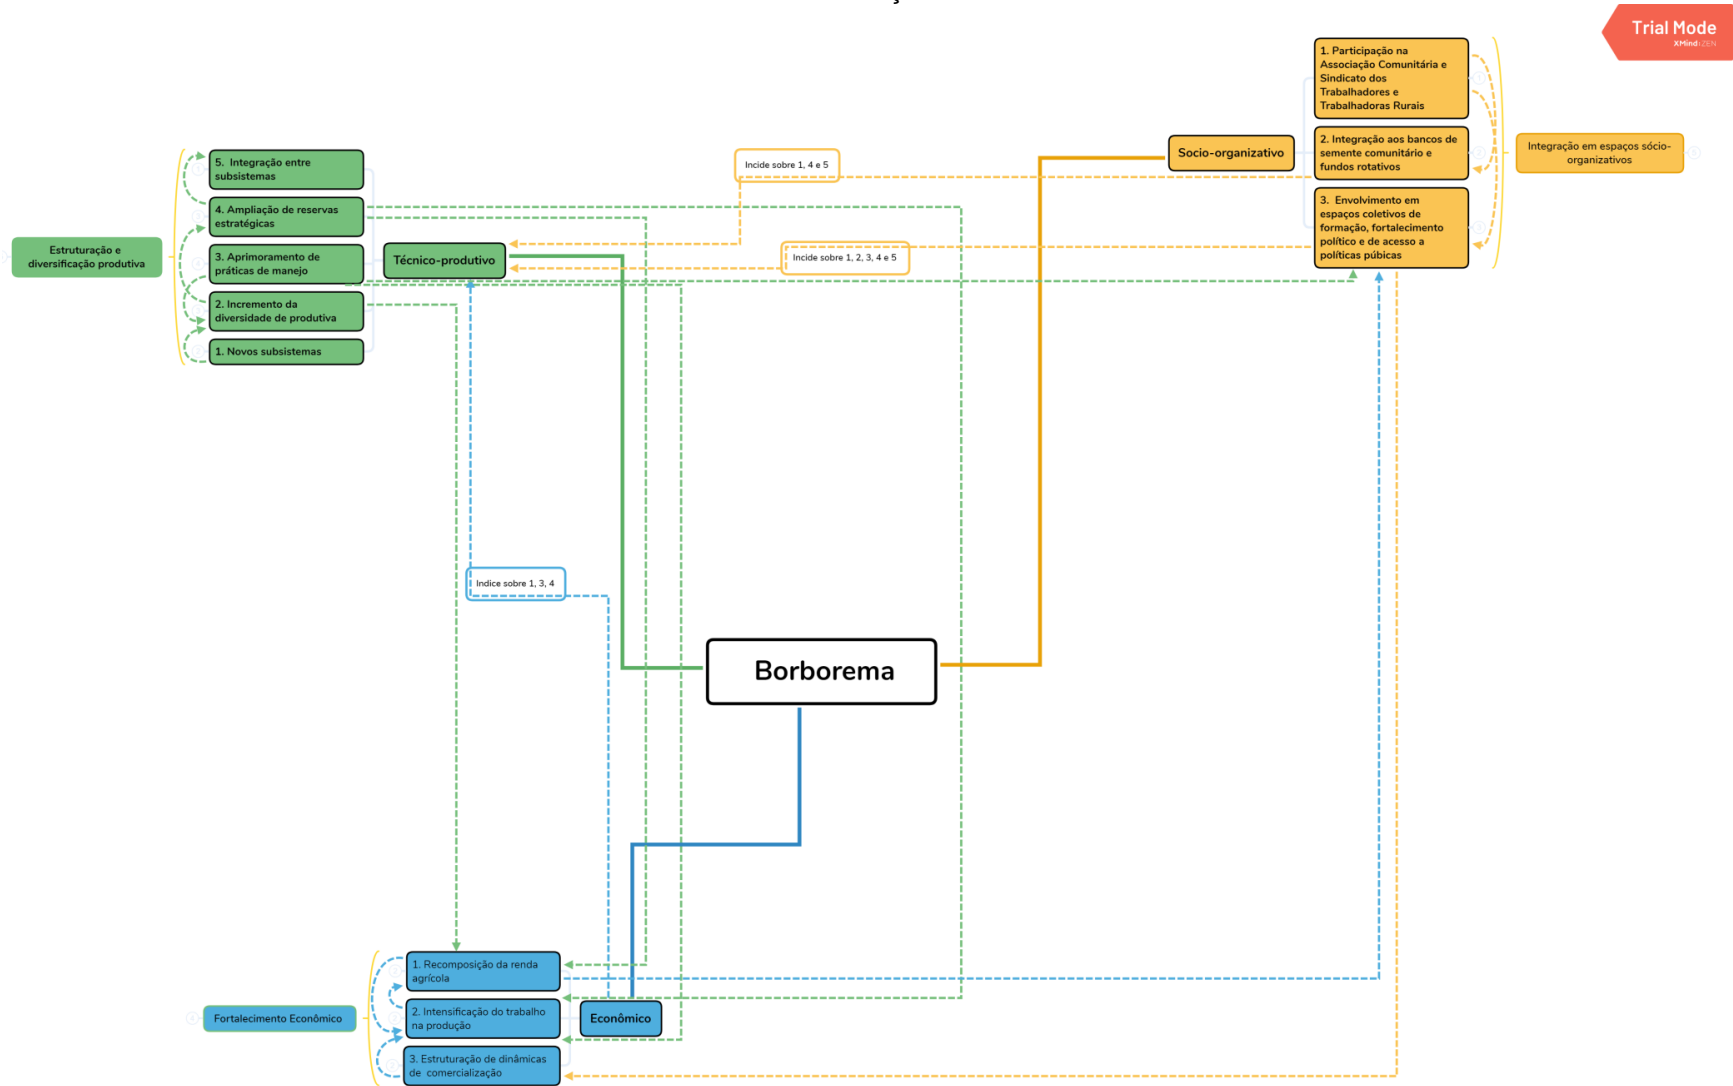 Trial Mode
XMind:ZEN
1. Participação na
Associação Comunitária e
Sindicato dos
Trabalhadores e
Trabalhadoras Rurais
2. Integração aos bancos de
semente comunitário e
fundos rotativos
3. Envolvimento em
espaços coletivos de
formação, fortalecimento
político e de acesso a
políticas púbicas
Socio-organizativo
Integração em espaços sócio-
organizativos
Incide sobre 1, 4 e 5
Incide sobre 1, 2, 3, 4 e 5
5. Integração entre
subsistemas
4. Ampliação de reservas
estratégicas
3. Aprimoramento de
práticas de manejo
2. Incremento da
diversidade de produtiva
1. Novos subsistemas
Estruturação e
diversificação produtiva
Técnico-produtivo
Indice sobre 1, 3, 4
Borborema
1. Recomposição da renda
agrícola
2. Intensificação do trabalho
na produção
3. Estruturação de dinâmicas
de comercialização
Fortalecimento Econômico
Econômico